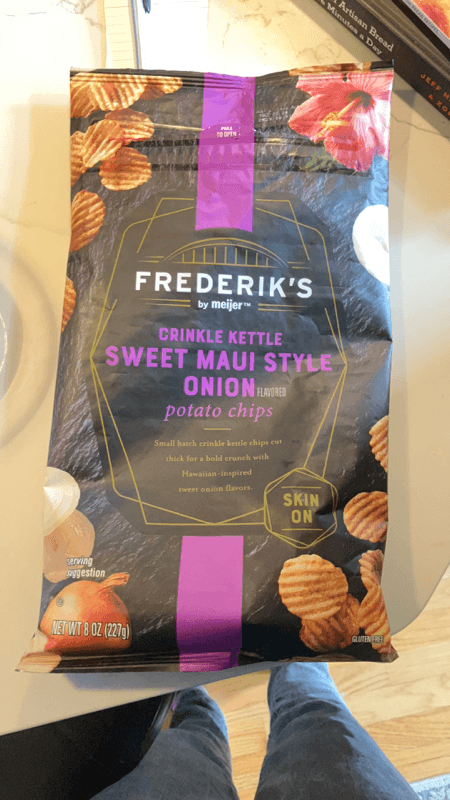 Artisan Bread
Minutes a Day
JEFF
PULL
TO OPEN
FREDERIK'S
by meijer™
CRINKLE KETTLE
SWEET MAUI STYLE
ONION FLAVORED
potato chips
Small batch crinkle kettle chips cut
thick for a bold crunch with
Hawaiian-inspired
sweet onion flavors.
SKIN
ON
serving
suggestion
NET WT 8 OZ (227g)
GLUTEN FREE